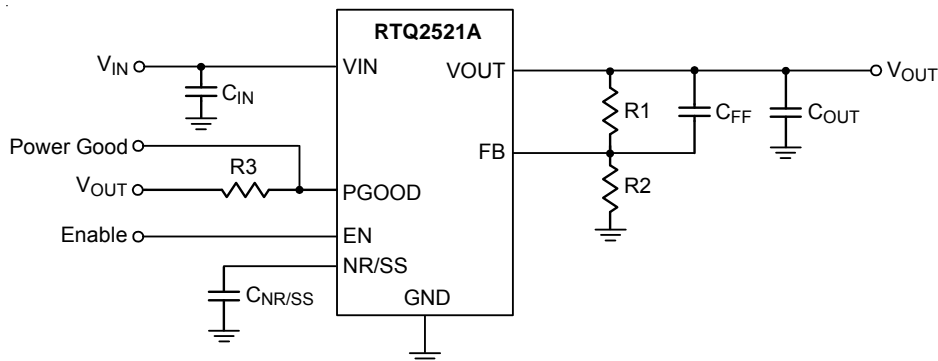 RTQ2521A
VIN
VIN
VOUT
VOUT
CIN
R1
CFF
COUT
Power Good
FB
R3
VOUT
PGOOD
R2
Enable
EN
NR/SS
CNR/SS
GND